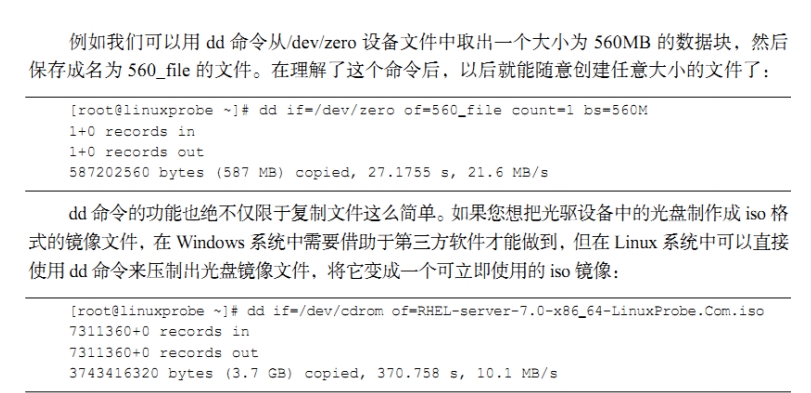 例如我们可以用 dd 命令从/dev/zero 设备文件中取出一个大小为 560MB 的数据块，然后
保存成名为 560_file 的文件。在理解了这个命令后，以后就能随意创建任意大小的文件了：
[root@linuxprobe ~]# dd if=/dev/zero of=560_file count=1 bs=560M
1+0 records in
1+0 records out
587202560 bytes (587 MB) copied, 27.1755 s, 21.6 MB/s
dd 命令的功能也绝不仅限于复制文件这么简单。如果您想把光驱设备中的光盘制作成 iso 格
式的镜像文件，在 Windows 系统中需要借助于第三方软件才能做到，但在 Linux 系统中可以直接
使用 dd 命令来压制出光盘镜像文件，将它变成一个可立即使用的 iso 镜像：
[root@linuxprobe ~]# dd if=/dev/cdrom of=RHEL-server-7.0-x86_64-LinuxProbe.Com.iso
7311360+0 records in
7311360+0 records out
3743416320 bytes (3.7 GB) copied, 370.758 s, 10.1 MB/s